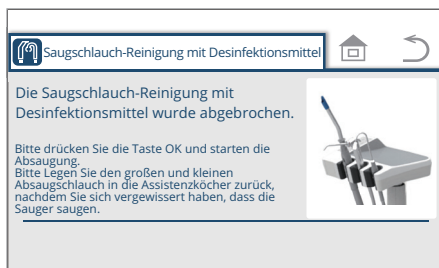 Saugschlauch-Reinigung mit Desinfektionsmittel
Die Saugschlauch-Reinigung mit
Desinfektionsmittel wurde abgebrochen.
Bitte drücken Sie die Taste OK und starten die
Absaugung.
Bitte Legen Sie den großen und kleinen
Absaugschlauch in die Assistenzköcher zurück,
nachdem Sie sich vergewissert haben, dass die
Sauger saugen.